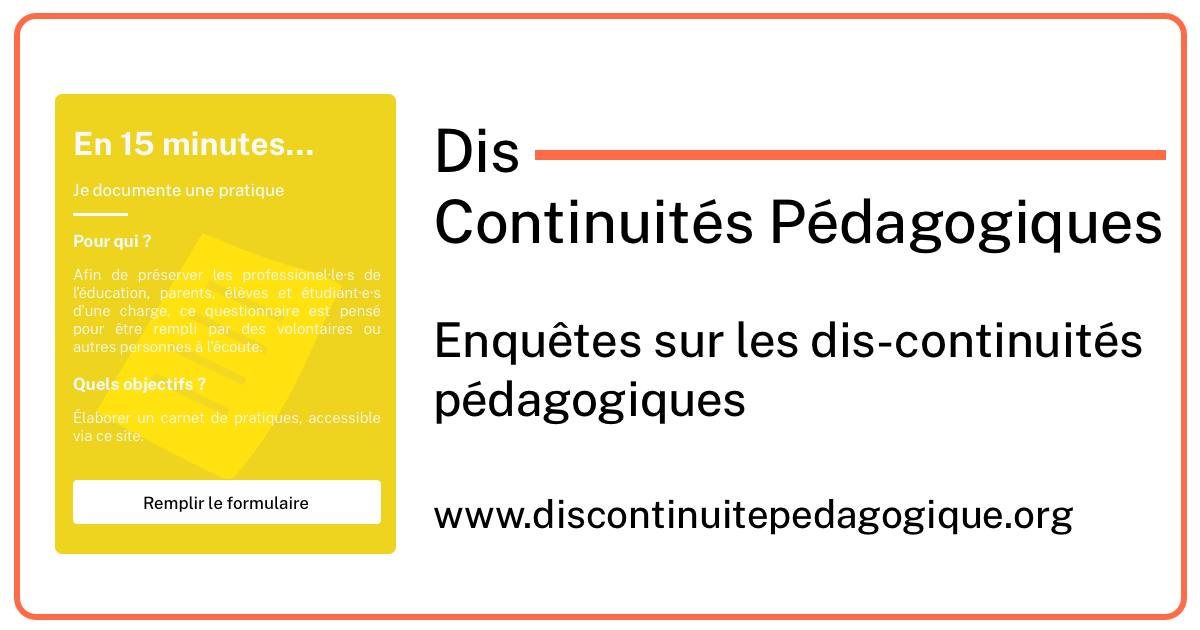 En 15 minutes...
Je documente une pratique
Pour qui ?
Afin de préserver les professionel·le·s de
l'éducation, parents, élèves et étudiant·e·s
d'une charge, ce questionnaire est pensé
pour être rempli par des volontaires ou
autres personnes à l'écoute.
Quels objectifs ?
Élaborer un carnet de pratiques, accessible
via ce site.
Remplir le formulaire
Dis
Continuités Pédagogiques
Enquêtes sur les dis-continuités
pédagogiques
www.discontinuitepedagogique.org